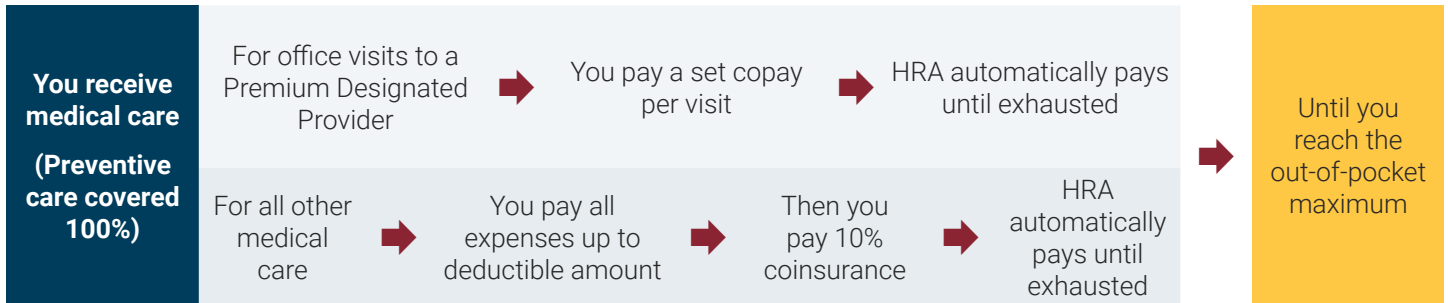 You receive
medical care
(Preventive
care covered
100%)
For office visits to a
Premium Designated
Provider
You pay a set copay
per visit
HRA automatically pays
until exhausted
For all other
medical
care
You pay all
expenses up to
deductible amount
Then you
pay 10%
coinsurance
HRA
automatically
pays until
exhausted
Until you
reach the
out-of-pocket
maximum